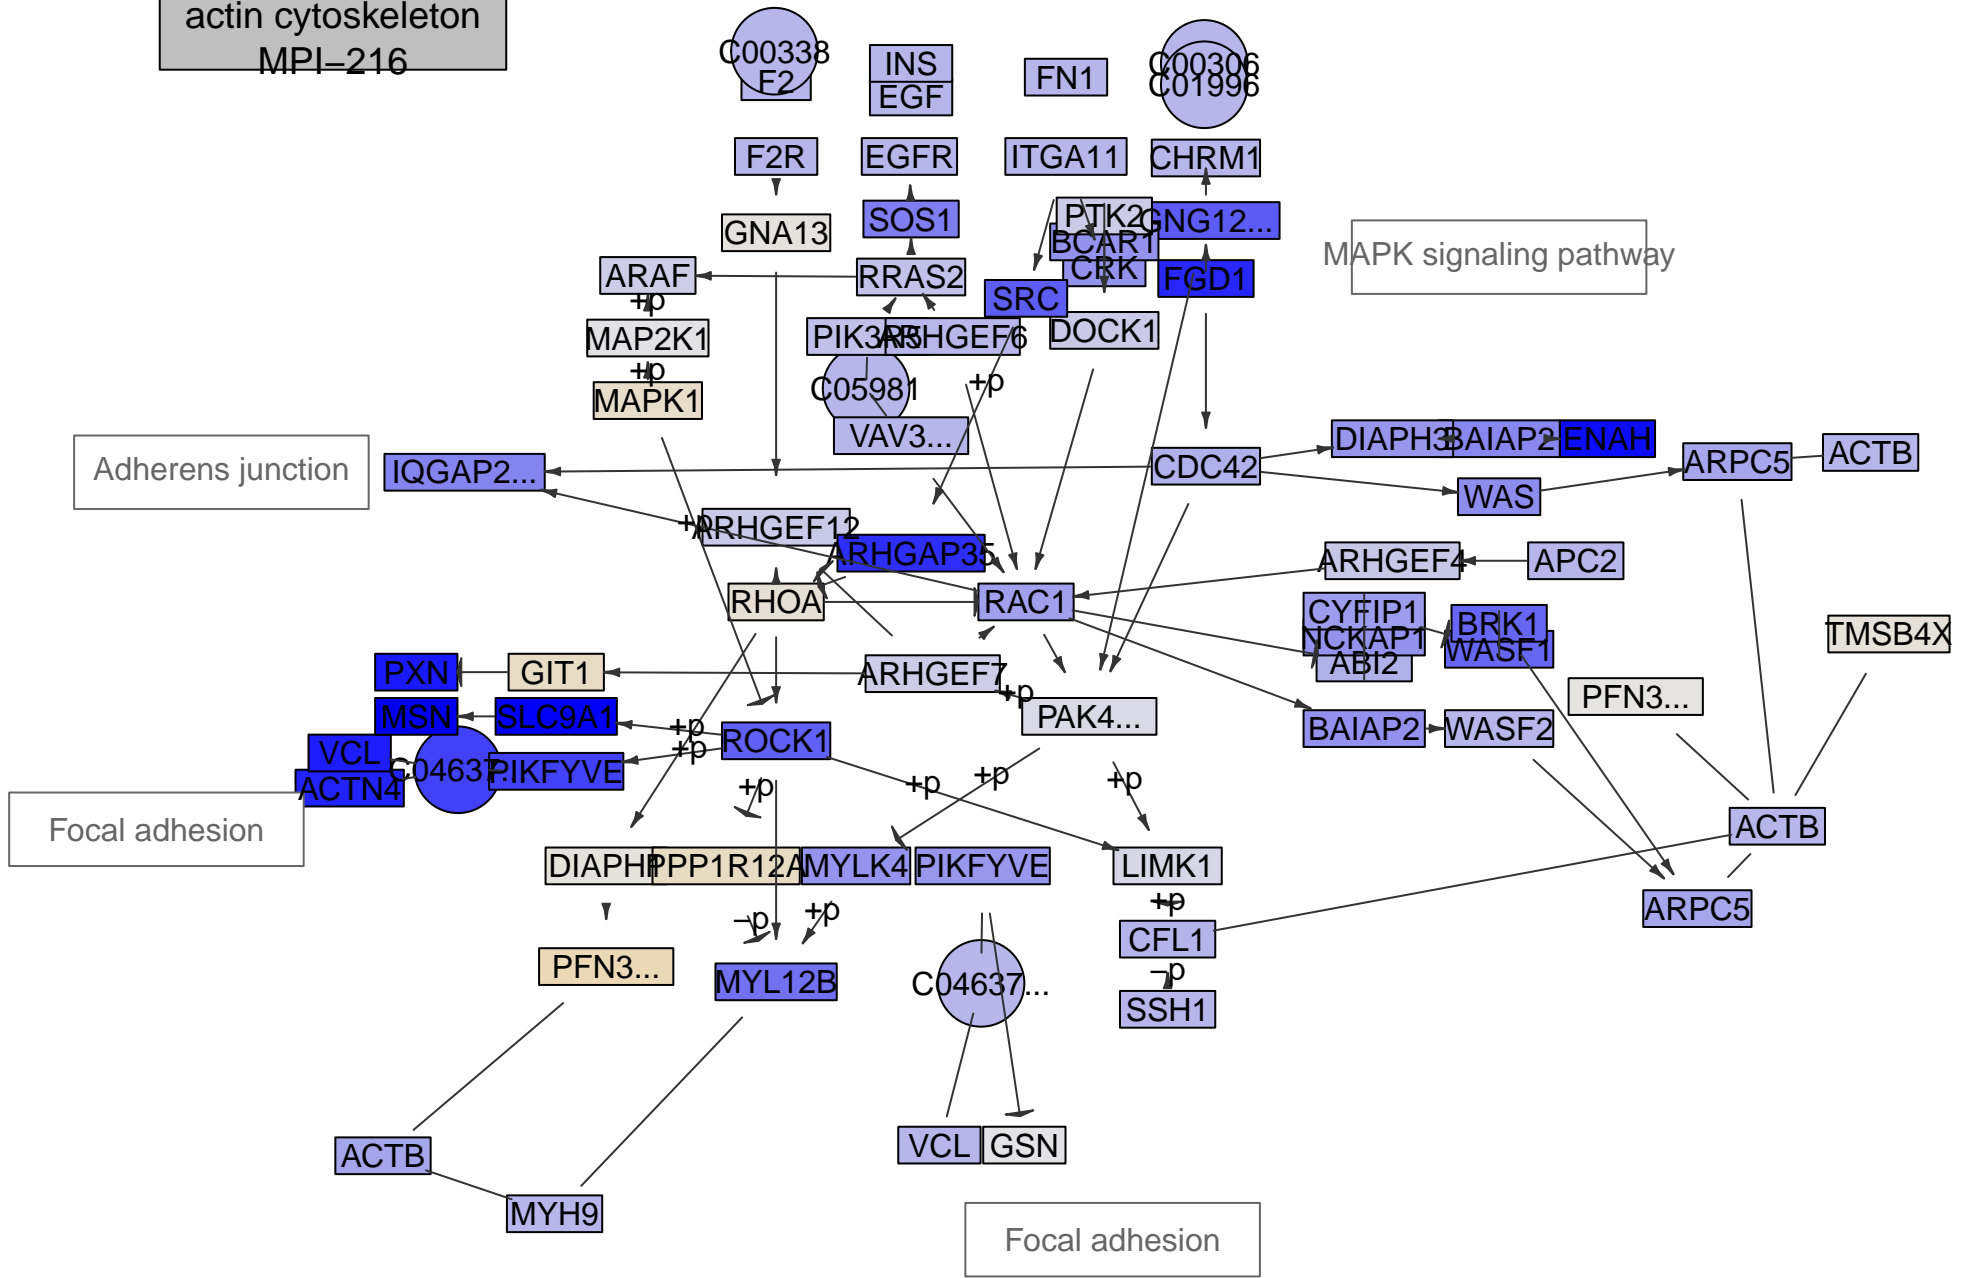 actin cytoskeleton
MPI−216
C00338
F2
INS
EGF
FN1
C00306
C01996
F2R
EGFR
ITGA11
CHRM1
GNA13
SOS1
PTK2
GNG12...
BCAR1
CRK
MAPK signaling pathway
ARAF
RRAS2
SRC
FGD1
+p
MAP2K1
PIK3R5
ARHGEF6
DOCK1
+p
MAPK1
C05981
+p
VAV3...
DIAPH3
BAIAP2
ENAH
ACTB
Adherens junction
IQGAP2...
CDC42
ARPC5
WAS
+p
ARHGEF12
ARHGAP35
ARHGEF4
APC2
RHOA
RAC1
CYFIP1
NCKAP1
ABI2
BRK1
WASF1
TMSB4X
PXN
GIT1
ARHGEF7
+p
PFN3...
MSN
SLC9A1
+p
PAK4...
VCL
ROCK1
+p
BAIAP2
WASF2
C04637...
PIKFYVE
ACTN4
+p
+p
+p
+p
Focal adhesion
ACTB
PPP1R12A
MYLK4
PIKFYVE
LIMK1
−p
+p
+p
ARPC5
CFL1
PFN3...
MYL12B
C04637...
−p
SSH1
ACTB
VCL
GSN
MYH9
Focal adhesion